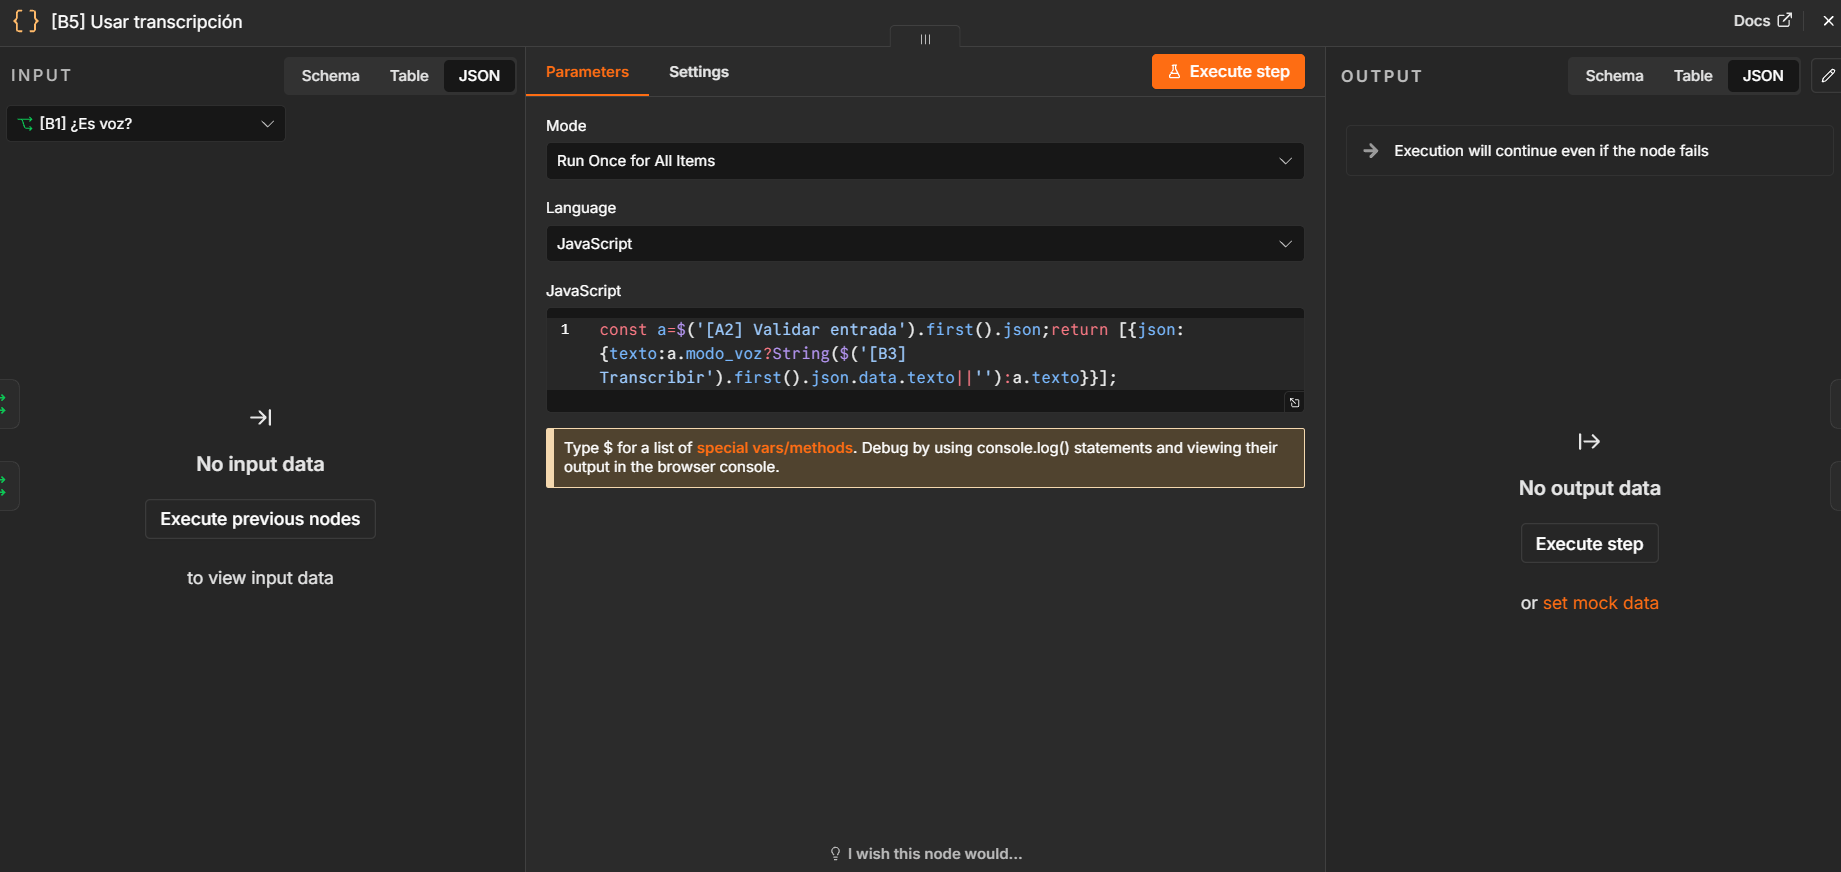 [B5] Usar transcripción
Docs
INPUT
Schema
Table
JSON
[B1] ¿Es voz?
No input data
Execute previous nodes
to view input data
Parameters
Settings
Execute step
Mode
Run Once for All Items
Language
JavaScript
JavaScript
1
const a=$('[A2] Validar entrada').first().json;return [{json:
{texto:a.modo_voz?String($('[B3]
Transcribir').first().json.data.texto||''):a.texto}}];
Type $ for a list of special vars/methods. Debug by using console.log() statements and viewing their
output in the browser console.
I wish this node would...
OUTPUT
Schema
Table
JSON
Execution will continue even if the node fails
No output data
Execute step
or set mock data